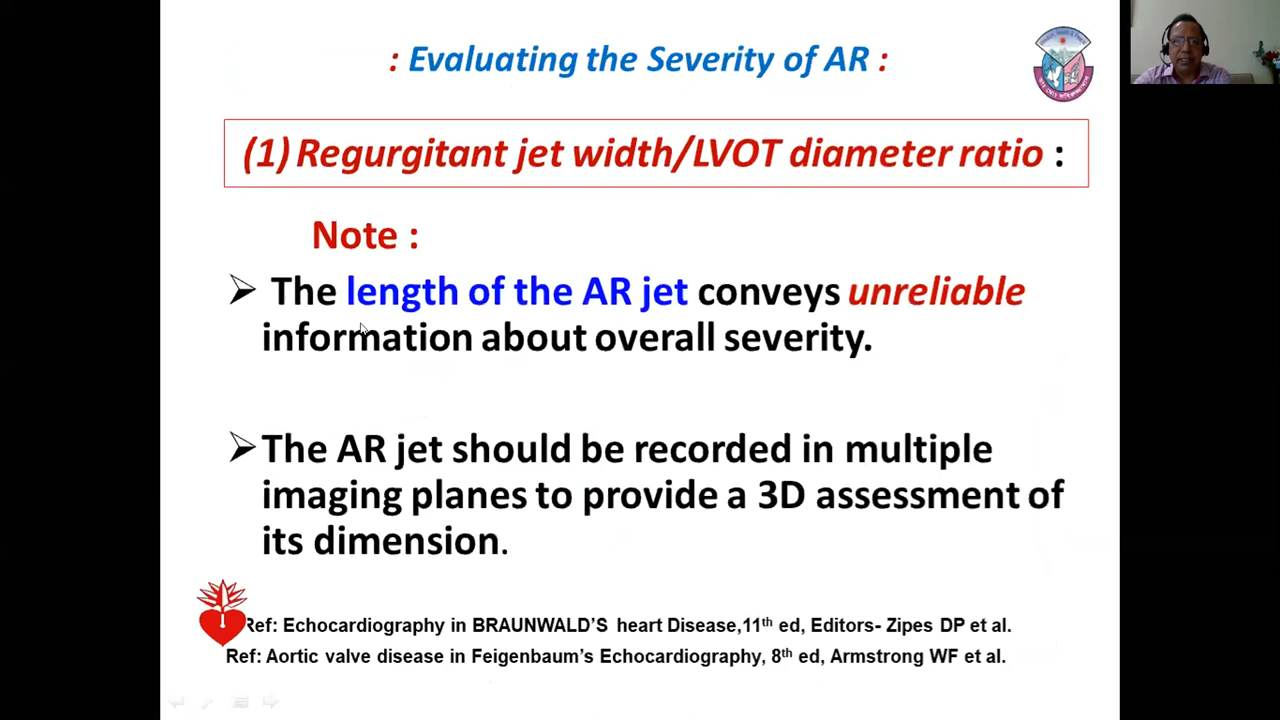 : Evaluating the Severity of AR :
(1) Regurgitant jet width/LVOT diameter ratio :
Note :
➢ The length of the AR jet conveys unreliable
information about overall severity.
➢ The AR jet should be recorded in multiple
imaging planes to provide a 3D assessment of
its dimension.
Ref: Echocardiography in BRAUNWALD'S heart Disease,11th ed, Editors- Zipes DP et al.
Ref: Aortic valve disease in Feigenbaum's Echocardiography, 8th ed, Armstrong WF et al.